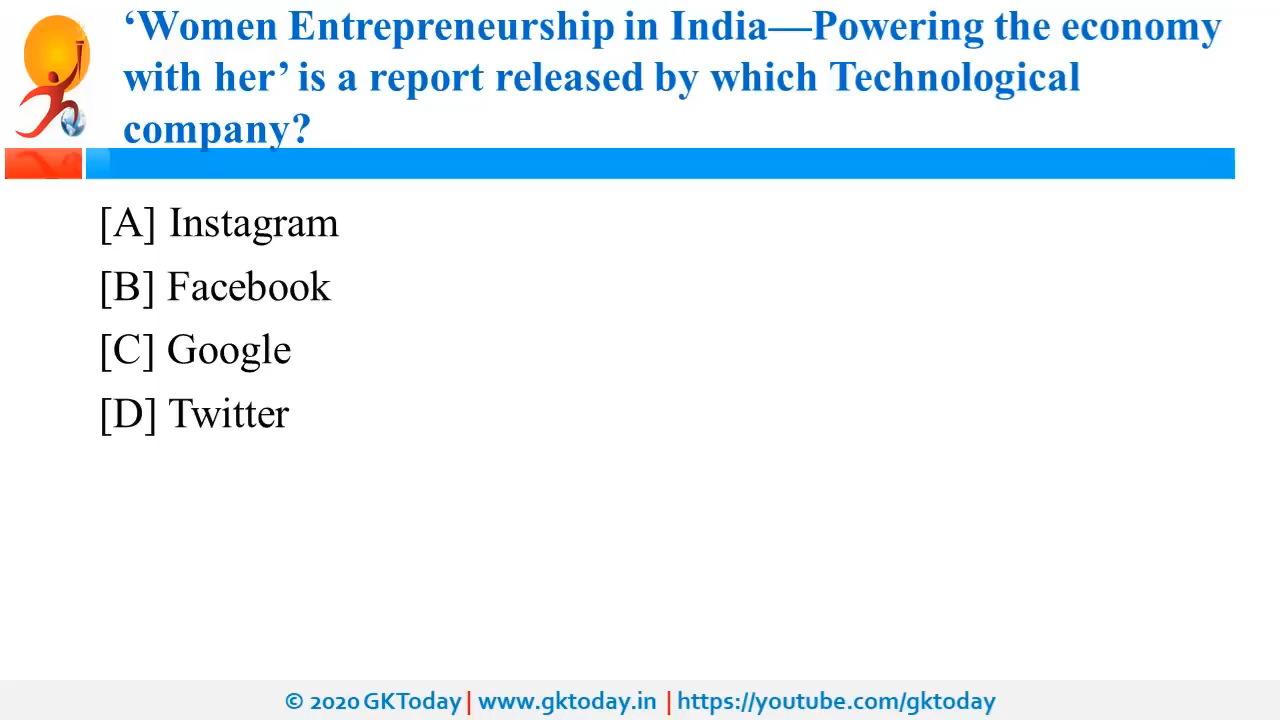 ‘Women Entrepreneurship in India—Powering the economy
with her’ is a report released by which Technological
company?
[A] Instagram
[B] Facebook
[C] Google
[D] Twitter
© 2020 GKToday | www.gktoday.in | https://youtube.com/gktoday